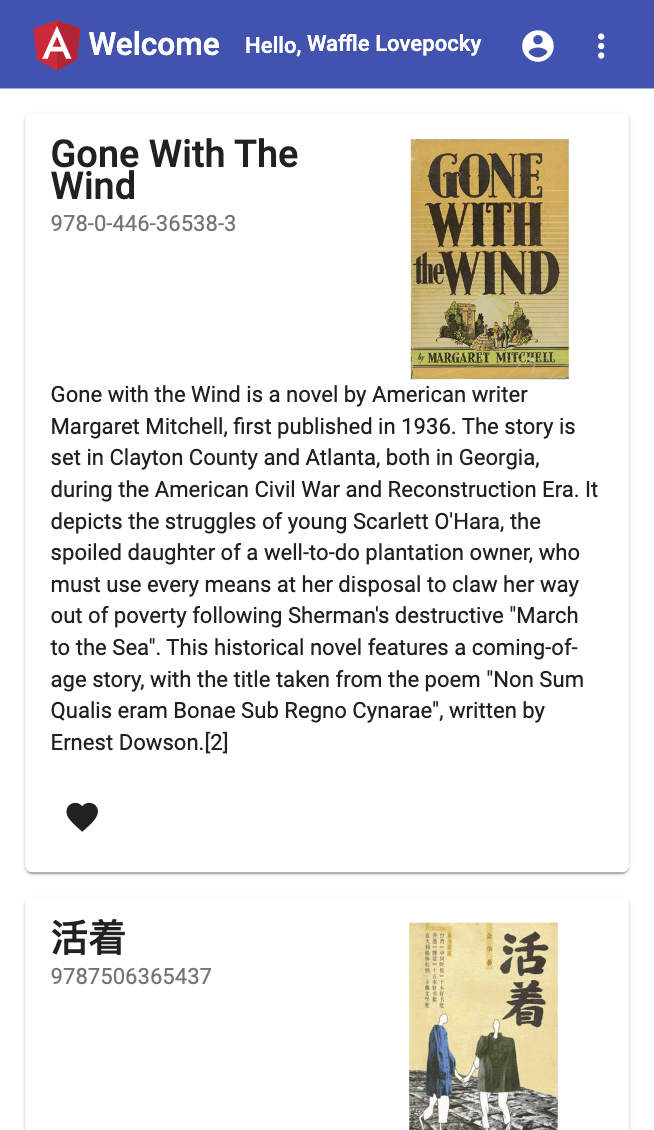 A Welcome Hello, Waffle Lovepocky
Gone With The
Wind
978-0-446-36538-3
GONE
WITH
the WIND
by MARGARET MITCHELL
Gone with the Wind is a novel by American writer
Margaret Mitchell, first published in 1936. The story is
set in Clayton County and Atlanta, both in Georgia,
during the American Civil War and Reconstruction Era. It
depicts the struggles of young Scarlett O'Hara, the
spoiled daughter of a well-to-do plantation owner, who
must use every means at her disposal to claw her way
out of poverty following Sherman's destructive "March
to the Sea". This historical novel features a coming-of-
age story, with the title taken from the poem "Non Sum
Qualis eram Bonae Sub Regno Cynarae", written by
Ernest Dowson.[2]
活着
9787506365437
活着
余华著